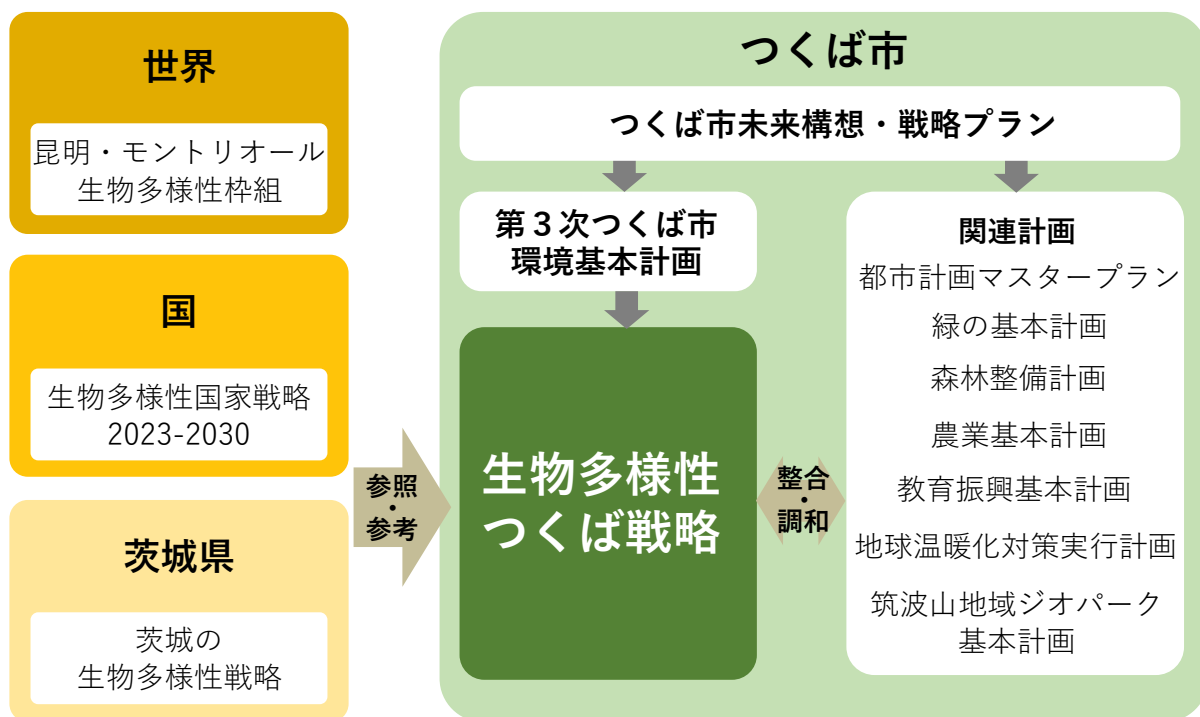 世界
昆明・モントリオール
生物多様性枠組
国
生物多様性国家戦略
2023-2030
茨城県
茨城の
生物多様性戦略
参照
・
参考
つくば市
つくば市未来構想・戦略プラン
第３次つくば市
環境基本計画
生物多様性
つくば戦略
整合
・
調和
関連計画
都市計画マスタープラン
緑の基本計画
森林整備計画
農業基本計画
教育振興基本計画
地球温暖化対策実行計画
筑波山地域ジオパーク
基本計画